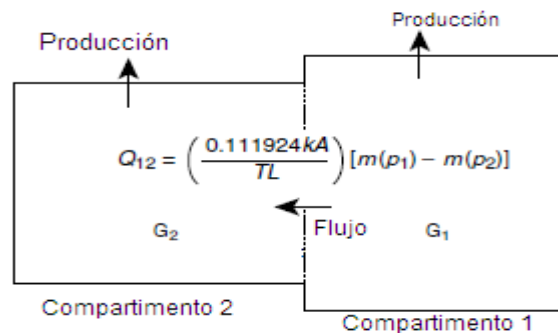 Producción
Producción
Q₁₂ = (0.111924kA / TL) [m(p₁) − m(p₂)]
Flujo
G₂
G₁
Compartimento 2
Compartimento 1